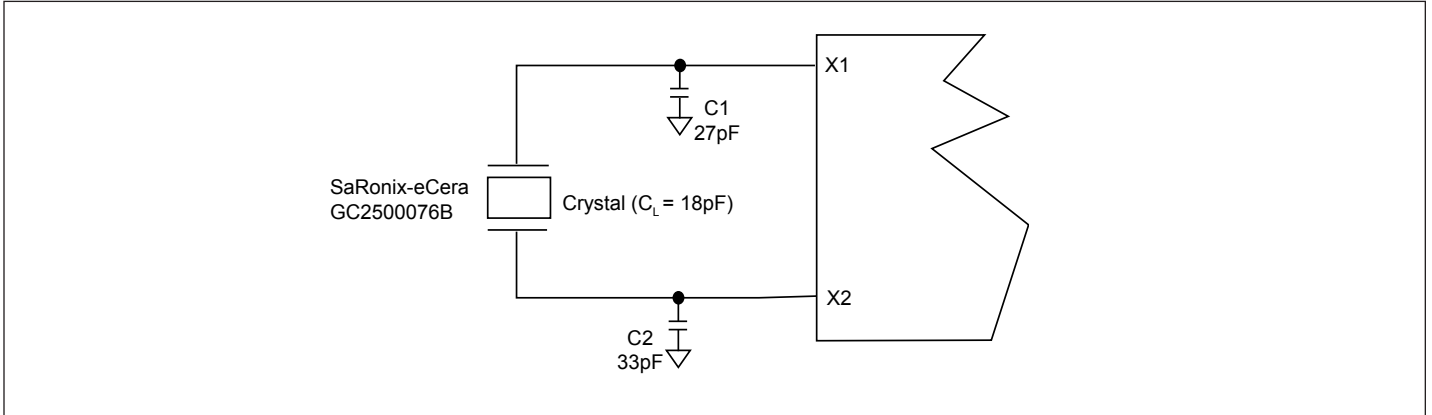 X1
C1
27pF
SaRonix-eCera
GC2500076B
Crystal (CL = 18pF)
X2
C2
33pF